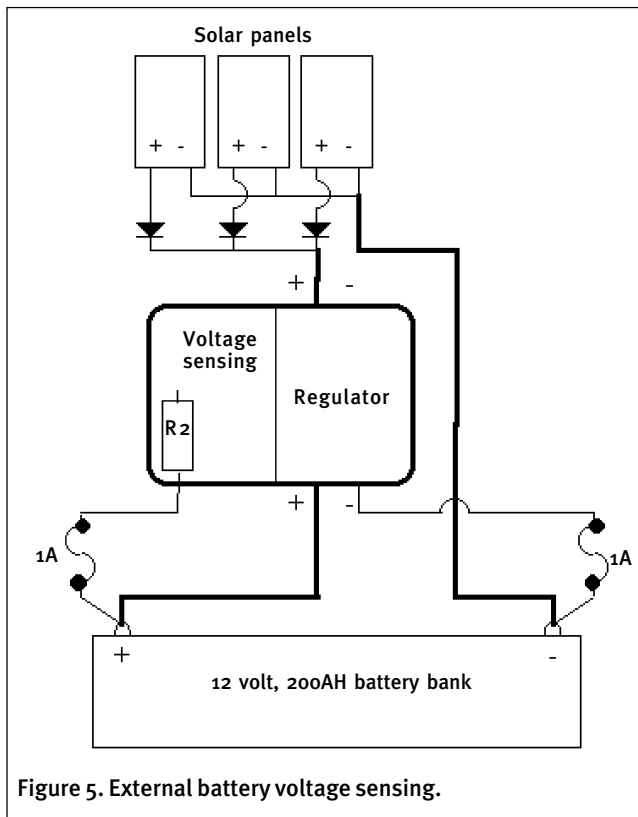 Solar panels
+ - + - + -
+ -
Voltage
sensing
Regulator
R2
+ -
1A
1A
+ -
12 volt, 200AH battery bank
Figure 5. External battery voltage sensing.